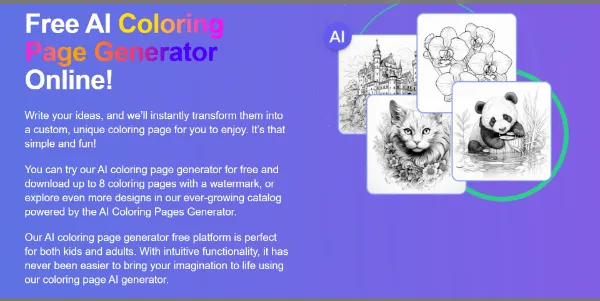 Free AI Coloring
Page Generator
Online!
AI
Write your ideas, and we'll instantly transform them into
a custom, unique coloring page for you to enjoy. It's that
simple and fun!
You can try our AI coloring page generator for free and
download up to 8 coloring pages with a watermark, or
explore even more designs in our ever-growing catalog
powered by the AI Coloring Pages Generator.
Our AI coloring page generator free platform is perfect
for both kids and adults. With intuitive functionality, it has
never been easier to bring your imagination to life using
our coloring page AI generator.